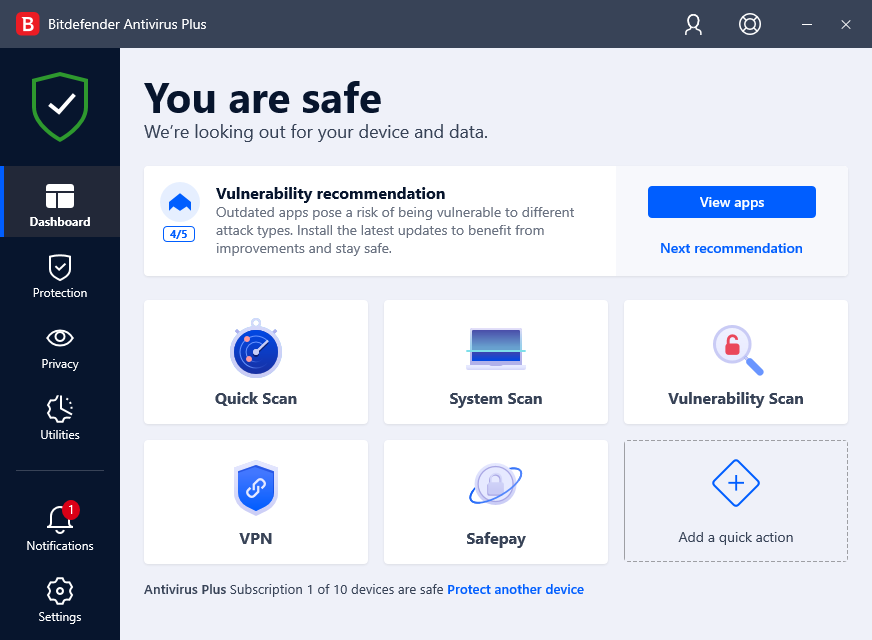 B Bitdefender Antivirus Plus
You are safe
We're looking out for your device and data.
Dashboard
Protection
Privacy
Utilities
1
Notifications
Settings
Vulnerability recommendation
Outdated apps pose a risk of being vulnerable to different
attack types. Install the latest updates to benefit from
improvements and stay safe.
4/5
View apps
Next recommendation
Quick Scan
System Scan
Vulnerability Scan
VPN
Safepay
Add a quick action
Antivirus Plus Subscription 1 of 10 devices are safe Protect another device